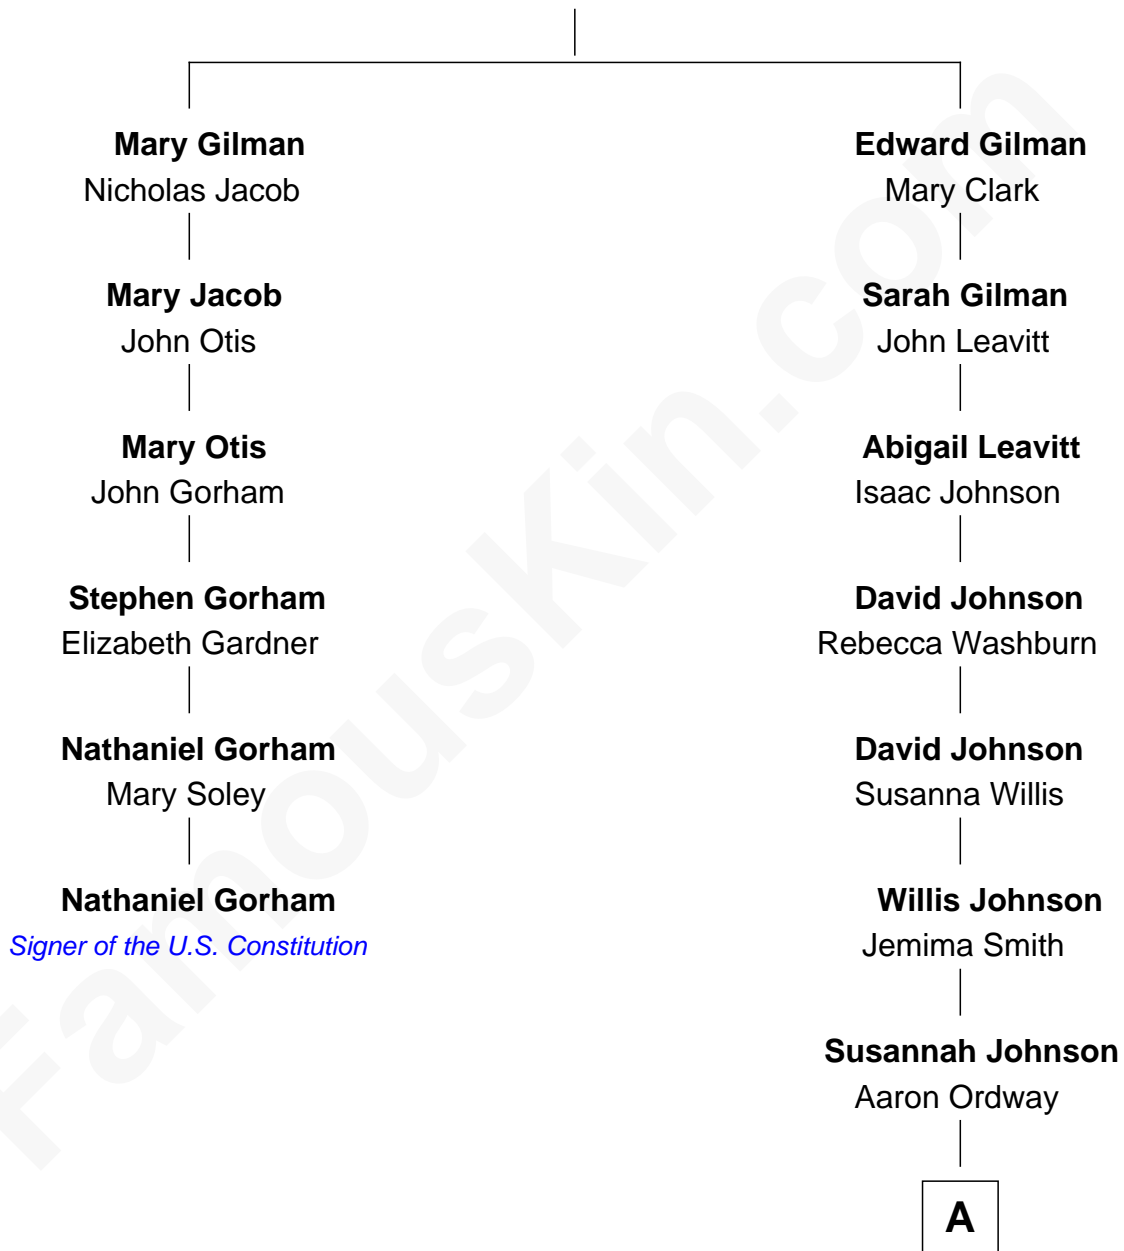 Mary Gilman
Nicholas Jacob
Mary Jacob
John Otis
Mary Otis
John Gorham
Stephen Gorham
Elizabeth Gardner
Nathaniel Gorham
Mary Soley
Nathaniel Gorham
Signer of the U.S. Constitution
Edward Gilman
Mary Clark
Sarah Gilman
John Leavitt
Abigail Leavitt
Isaac Johnson
David Johnson
Rebecca Washburn
David Johnson
Susanna Willis
Willis Johnson
Jemima Smith
Susannah Johnson
Aaron Ordway
A
FamousKin.com